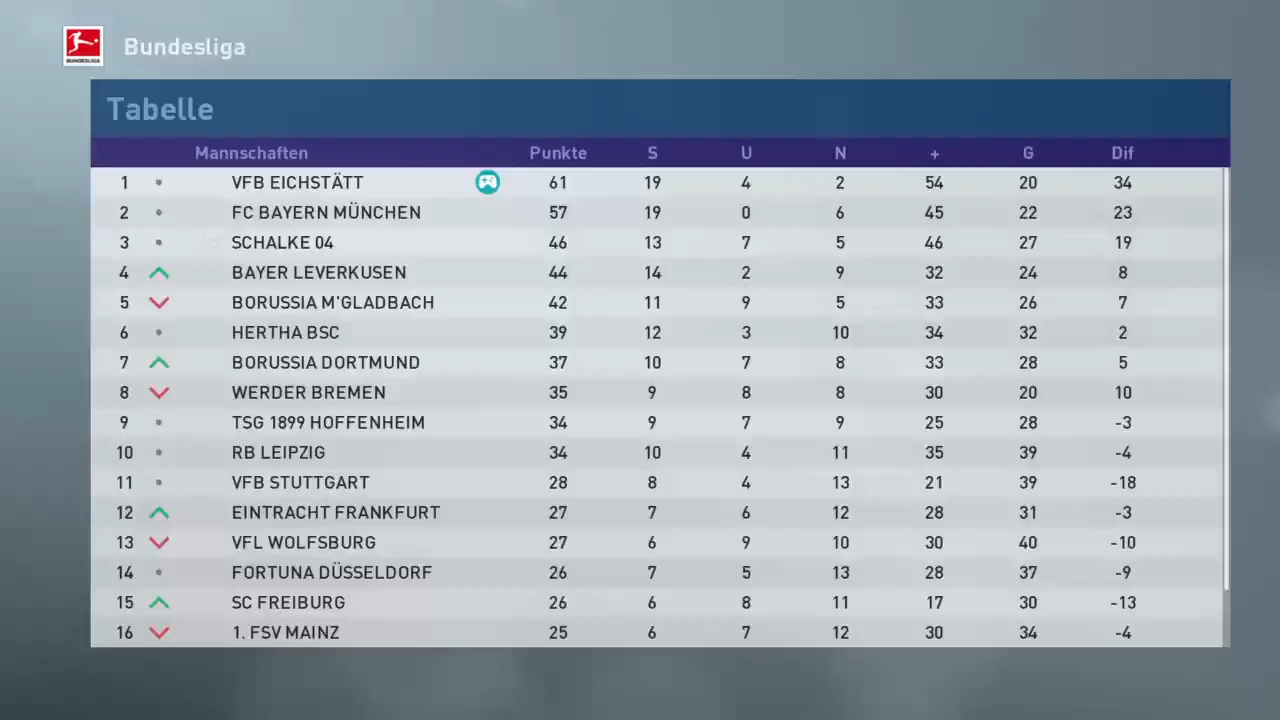 BUNDESLIGA
Bundesliga
Tabelle
Mannschaften Punkte S U N + G Dif
1 VFB EICHSTÄTT 61 19 4 2 54 20 34
2 FC BAYERN MÜNCHEN 57 19 0 6 45 22 23
3 SCHALKE 04 46 13 7 5 46 27 19
4 BAYER LEVERKUSEN 44 14 2 9 32 24 8
5 BORUSSIA M'GLADBACH 42 11 9 5 33 26 7
6 HERTHA BSC 39 12 3 10 34 32 2
7 BORUSSIA DORTMUND 37 10 7 8 33 28 5
8 WERDER BREMEN 35 9 8 8 30 20 10
9 TSG 1899 HOFFENHEIM 34 9 7 9 25 28 -3
10 RB LEIPZIG 34 10 4 11 35 39 -4
11 VFB STUTTGART 28 8 4 13 21 39 -18
12 EINTRACHT FRANKFURT 27 7 6 12 28 31 -3
13 VFL WOLFSBURG 27 6 9 10 30 40 -10
14 FORTUNA DÜSSELDORF 26 7 5 13 28 37 -9
15 SC FREIBURG 26 6 8 11 17 30 -13
16 1. FSV MAINZ 25 6 7 12 30 34 -4